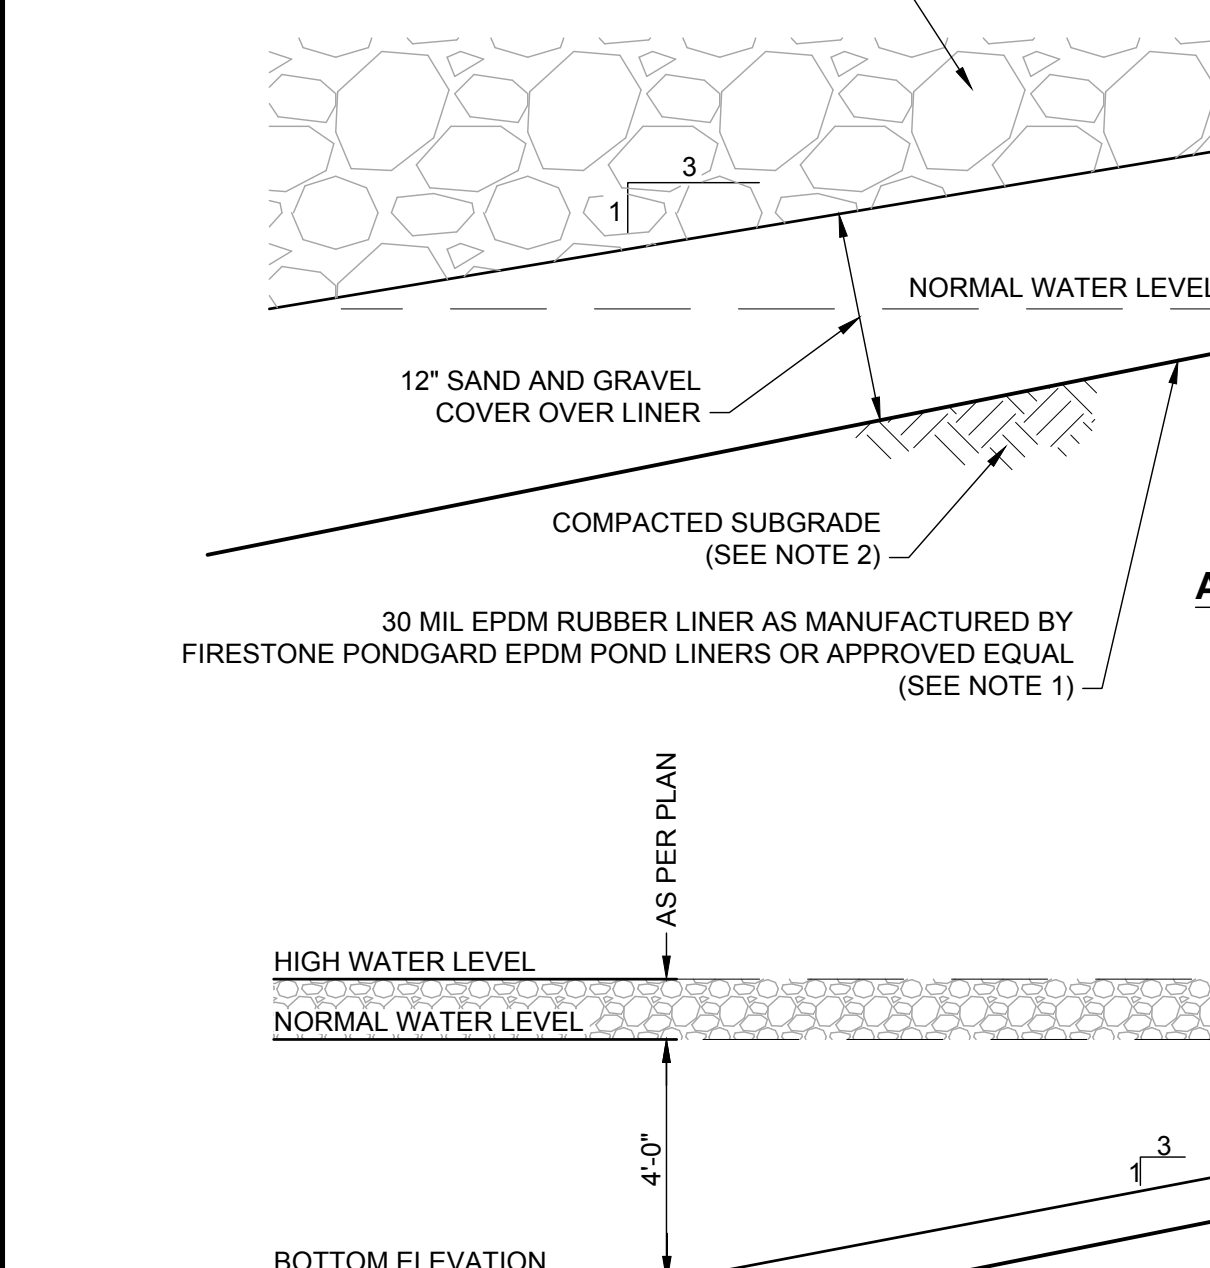 3
1
NORMAL WATER LEVEL
12" SAND AND GRAVEL
COVER OVER LINER
COMPACTED SUBGRADE
(SEE NOTE 2)
A
30 MIL EPDM RUBBER LINER AS MANUFACTURED BY
FIRESTONE PONDGARD EPDM POND LINERS OR APPROVED EQUAL
(SEE NOTE 1)
AS PER PLAN
HIGH WATER LEVEL
NORMAL WATER LEVEL
4'-0"
3
1
BOTTOM ELEVATION